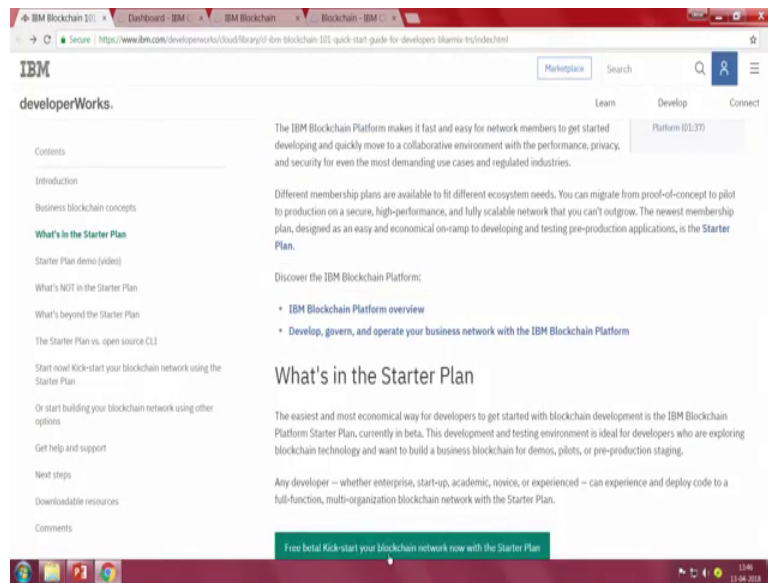 IBM Blockchain 101
Dashboard - IBM C
IBM Blockchain
Blockchain - IBM C
Secure | https://www.ibm.com/developerworks/cloud/library/cl-ibm-blockchain-101-quick-start-guide-for-developers-bluemix-trs/index.html
IBM
Marketplace
Search
developerWorks.
Learn
Develop
Connect
Contents
Introduction
Business blockchain concepts
What's in the Starter Plan
Starter Plan demo (video)
What's NOT in the Starter Plan
What's beyond the Starter Plan
The Starter Plan vs. open source CLI
Start now! Kick-start your blockchain network using the
Starter Plan
Or start building your blockchain network using other
options
Get help and support
Next steps
Downloadable resources
Comments
Platform (01:37)
The IBM Blockchain Platform makes it fast and easy for network members to get started
developing and quickly move to a collaborative environment with the performance, privacy,
and security for even the most demanding use cases and regulated industries.
Different membership plans are available to fit different ecosystem needs. You can migrate from proof-of-concept to pilot
to production on a secure, high-performance, and fully scalable network that you can't outgrow. The newest membership
plan, designed as an easy and economical on-ramp to developing and testing pre-production applications, is the Starter
Plan.
Discover the IBM Blockchain Platform:
IBM Blockchain Platform overview
Develop, govern, and operate your business network with the IBM Blockchain Platform
What's in the Starter Plan
The easiest and most economical way for developers to get started with blockchain development is the IBM Blockchain
Platform Starter Plan, currently in beta. This development and testing environment is ideal for developers who are exploring
blockchain technology and want to build a business blockchain for demos, pilots, or pre-production staging.
Any developer — whether enterprise, start-up, academic, novice, or experienced — can experience and deploy code to a
full-function, multi-organization blockchain network with the Starter Plan.
Free beta! Kick-start your blockchain network now with the Starter Plan
13:46
13-04-2018